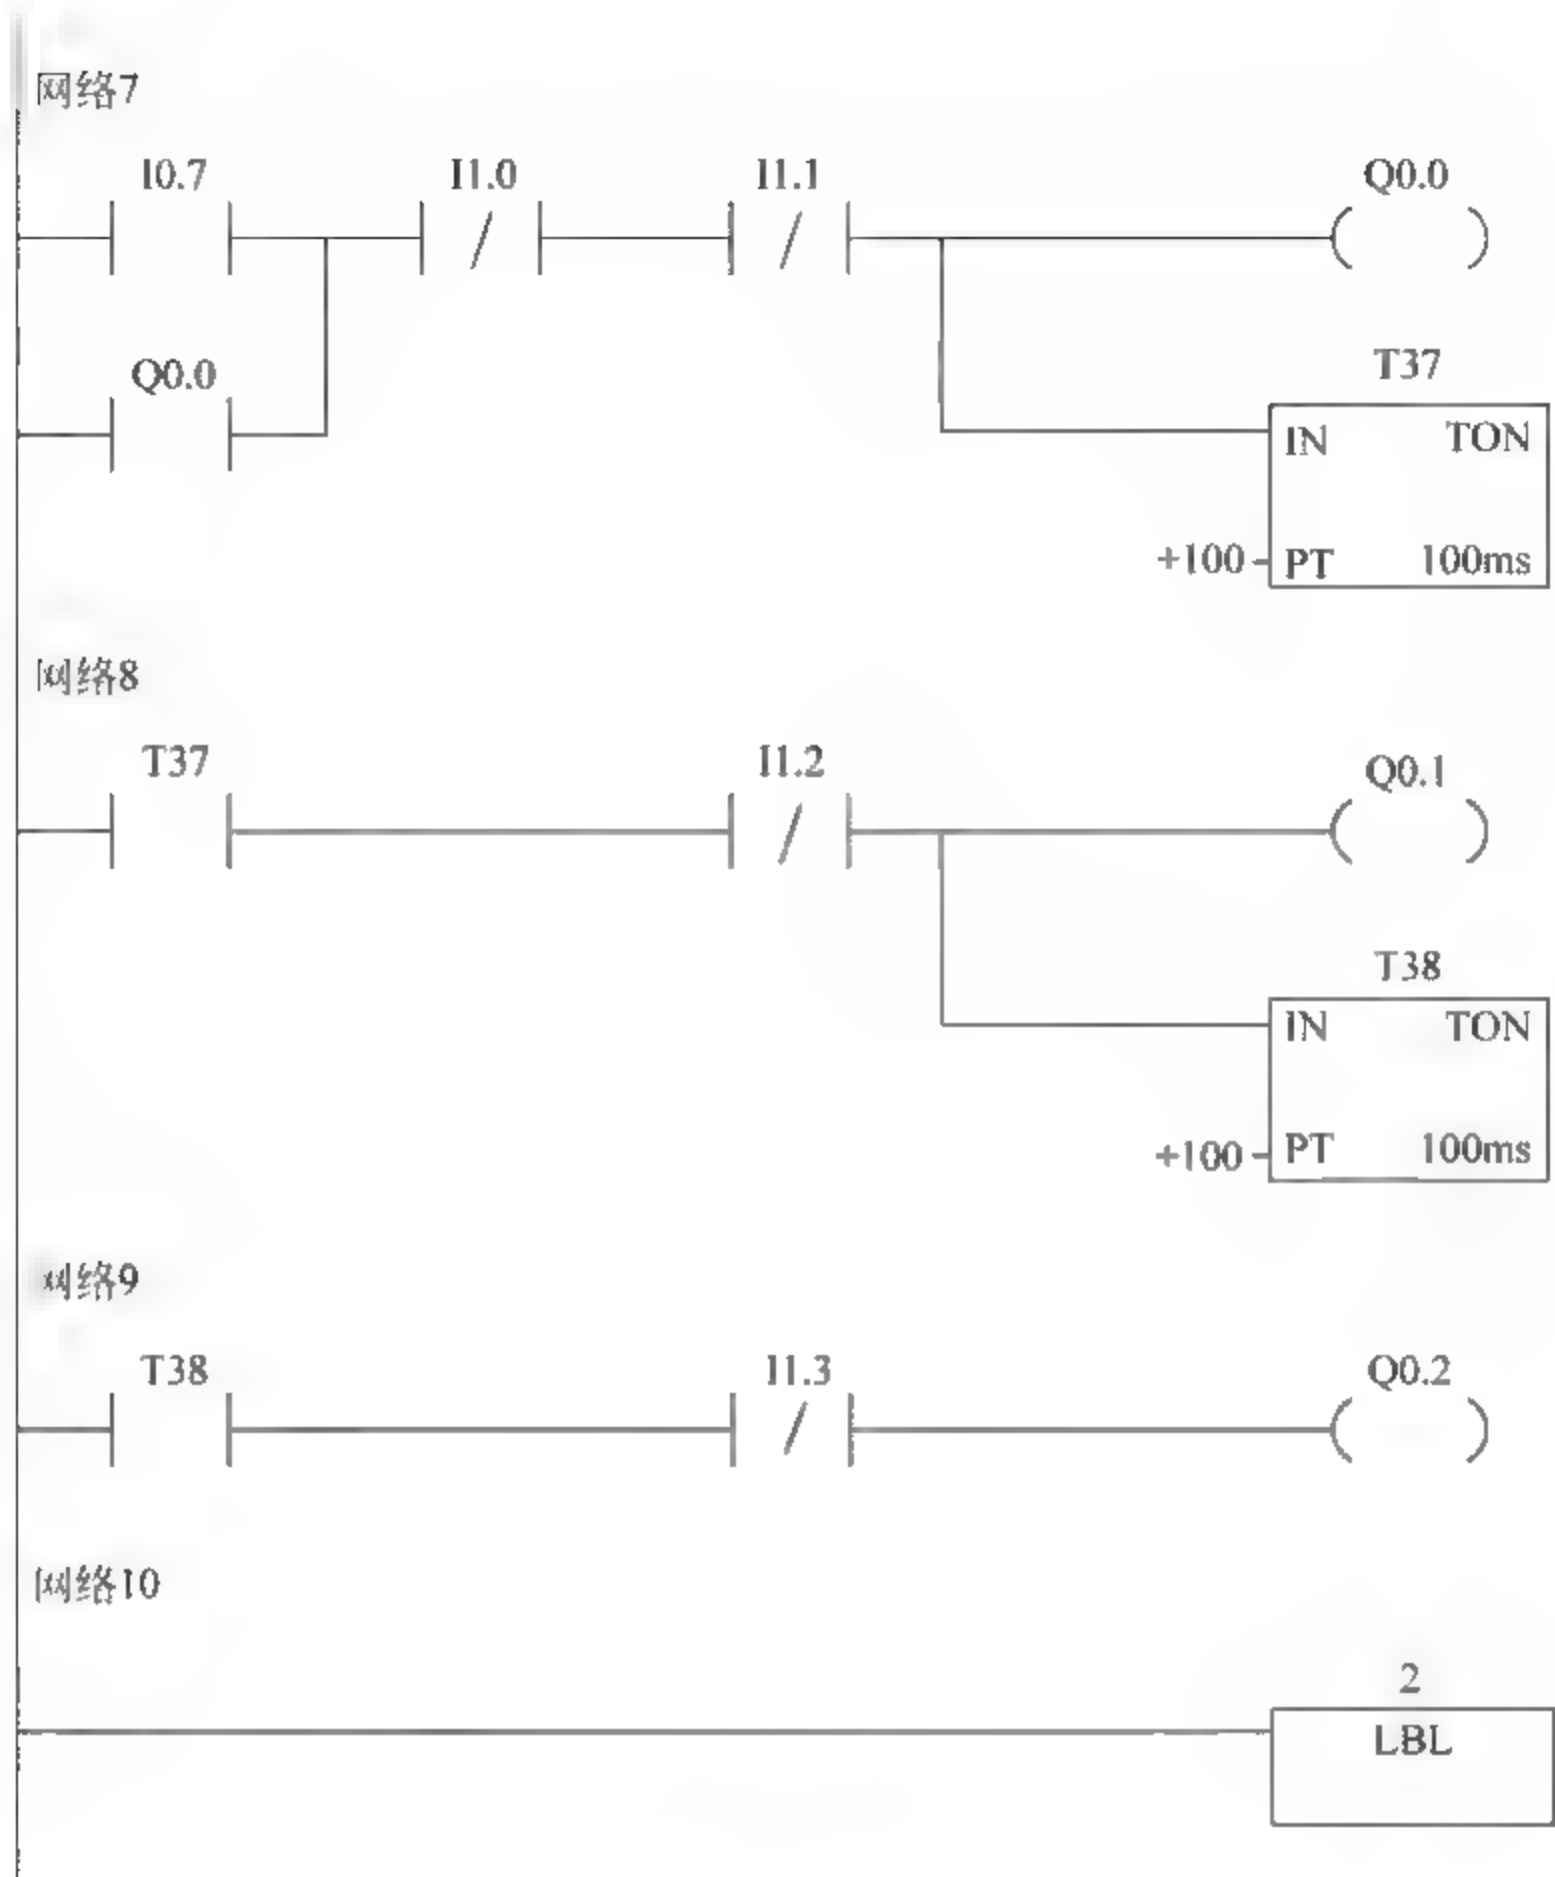 网络7
I0.7 I1.0 I1.1 Q0.0
Q0.0 T37
IN TON
+100 PT 100ms
网络8
T37 I1.2 Q0.1
T38
IN TON
+100 PT 100ms
网络9
T38 I1.3 Q0.2
网络10
2
LBL